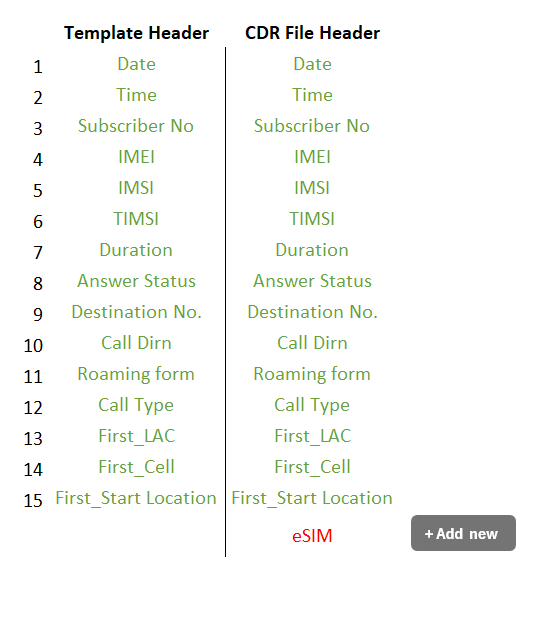 Template Header CDR File Header
1 Date Date
2 Time Time
3 Subscriber No Subscriber No
4 IMEI IMEI
5 IMSI IMSI
6 TIMSI TIMSI
7 Duration Duration
8 Answer Status Answer Status
9 Destination No. Destination No.
10 Call Dirn Call Dirn
11 Roaming form Roaming form
12 Call Type Call Type
13 First_LAC First_LAC
14 First_Cell First_Cell
15 First_Start Location First_Start Location
eSIM + Add new